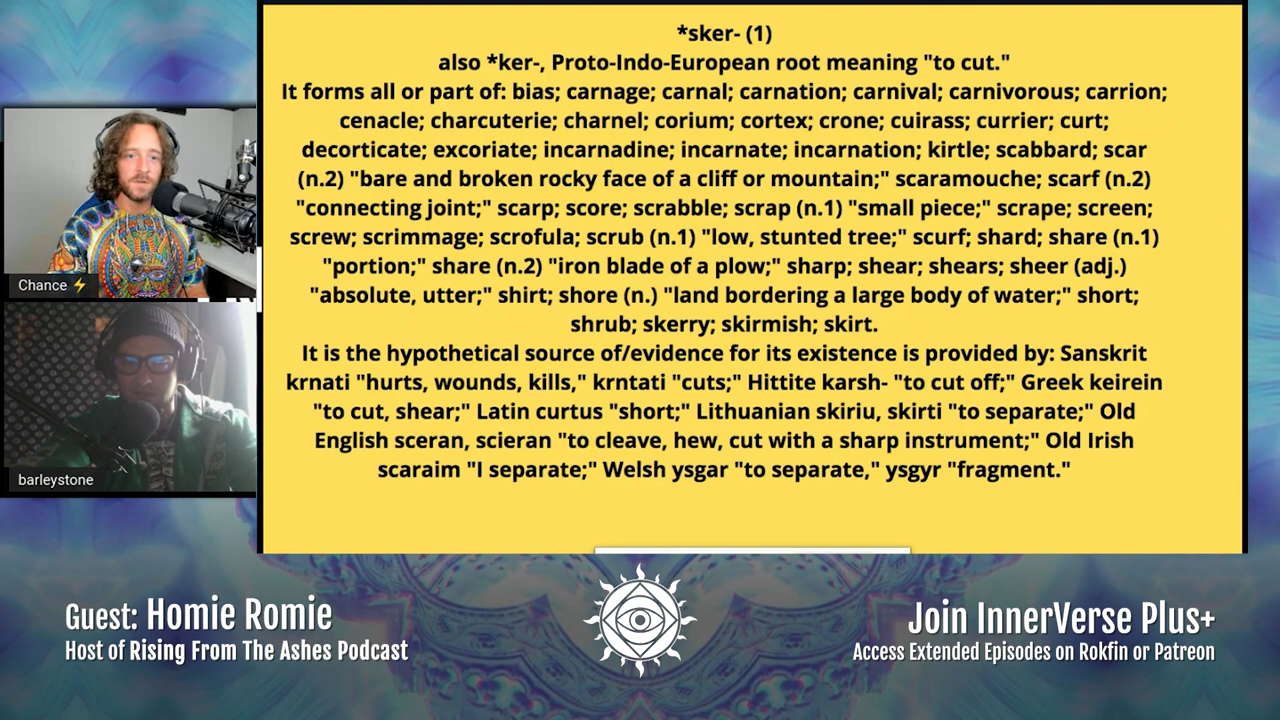 *sker- (1)
also *ker-, Proto-Indo-European root meaning "to cut."
It forms all or part of: bias; carnage; carnal; carnation; carnival; carnivorous; carrion;
cenacle; charcuterie; charnel; corium; cortex; crone; cuirass; currier; curt;
decorticate; excoriate; incarnadine; incarnate; incarnation; kirtle; scabbard; scar
(n.2) "bare and broken rocky face of a cliff or mountain;" scaramouche; scarf (n.2)
"connecting joint;" scarp; score; scrabble; scrap (n.1) "small piece;" scrape; screen;
screw; scrimmage; scrofula; scrub (n.1) "low, stunted tree;" scurf; shard; share (n.1)
"portion;" share (n.2) "iron blade of a plow;" sharp; shear; shears; sheer (adj.)
"absolute, utter;" shirt; shore (n.) "land bordering a large body of water;" short;
shrub; skerry; skirmish; skirt.
It is the hypothetical source of/evidence for its existence is provided by: Sanskrit
krnati "hurts, wounds, kills," krntati "cuts;" Hittite karsh- "to cut off;" Greek keirein
"to cut, shear;" Latin curtus "short;" Lithuanian skiriu, skirti "to separate;" Old
English sceran, scieran "to cleave, hew, cut with a sharp instrument;" Old Irish
scaraim "I separate;" Welsh ysgar "to separate," ysgyr "fragment."
Chance ⚡
barleystone
Guest: Homie Romie
Host of Rising From The Ashes Podcast
Join InnerVerse Plus+
Access Extended Episodes on Rokfin or Patreon